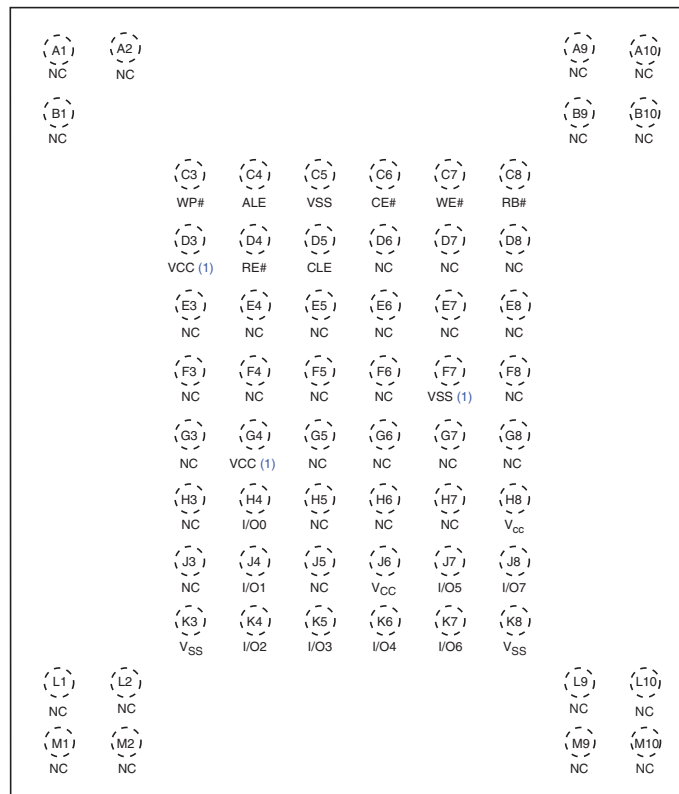 A1 A2 A9 A10
NC NC NC NC
B1 B9 B10
NC NC NC
C3 C4 C5 C6 C7 C8
WP# ALE VSS CE# WE# RB#
D3 D4 D5 D6 D7 D8
VCC (1) RE# CLE NC NC NC
E3 E4 E5 E6 E7 E8
NC NC NC NC NC NC
F3 F4 F5 F6 F7 F8
NC NC NC NC VSS (1) NC
G3 G4 G5 G6 G7 G8
NC VCC (1) NC NC NC NC
H3 H4 H5 H6 H7 H8
NC I/O0 NC NC NC Vcc
J3 J4 J5 J6 J7 J8
NC I/O1 NC VCC I/O5 I/O7
K3 K4 K5 K6 K7 K8
VSS I/O2 I/O3 I/O4 I/O6 VSS
L1 L2 L9 L10
NC NC NC NC
M1 M2 M9 M10
NC NC NC NC